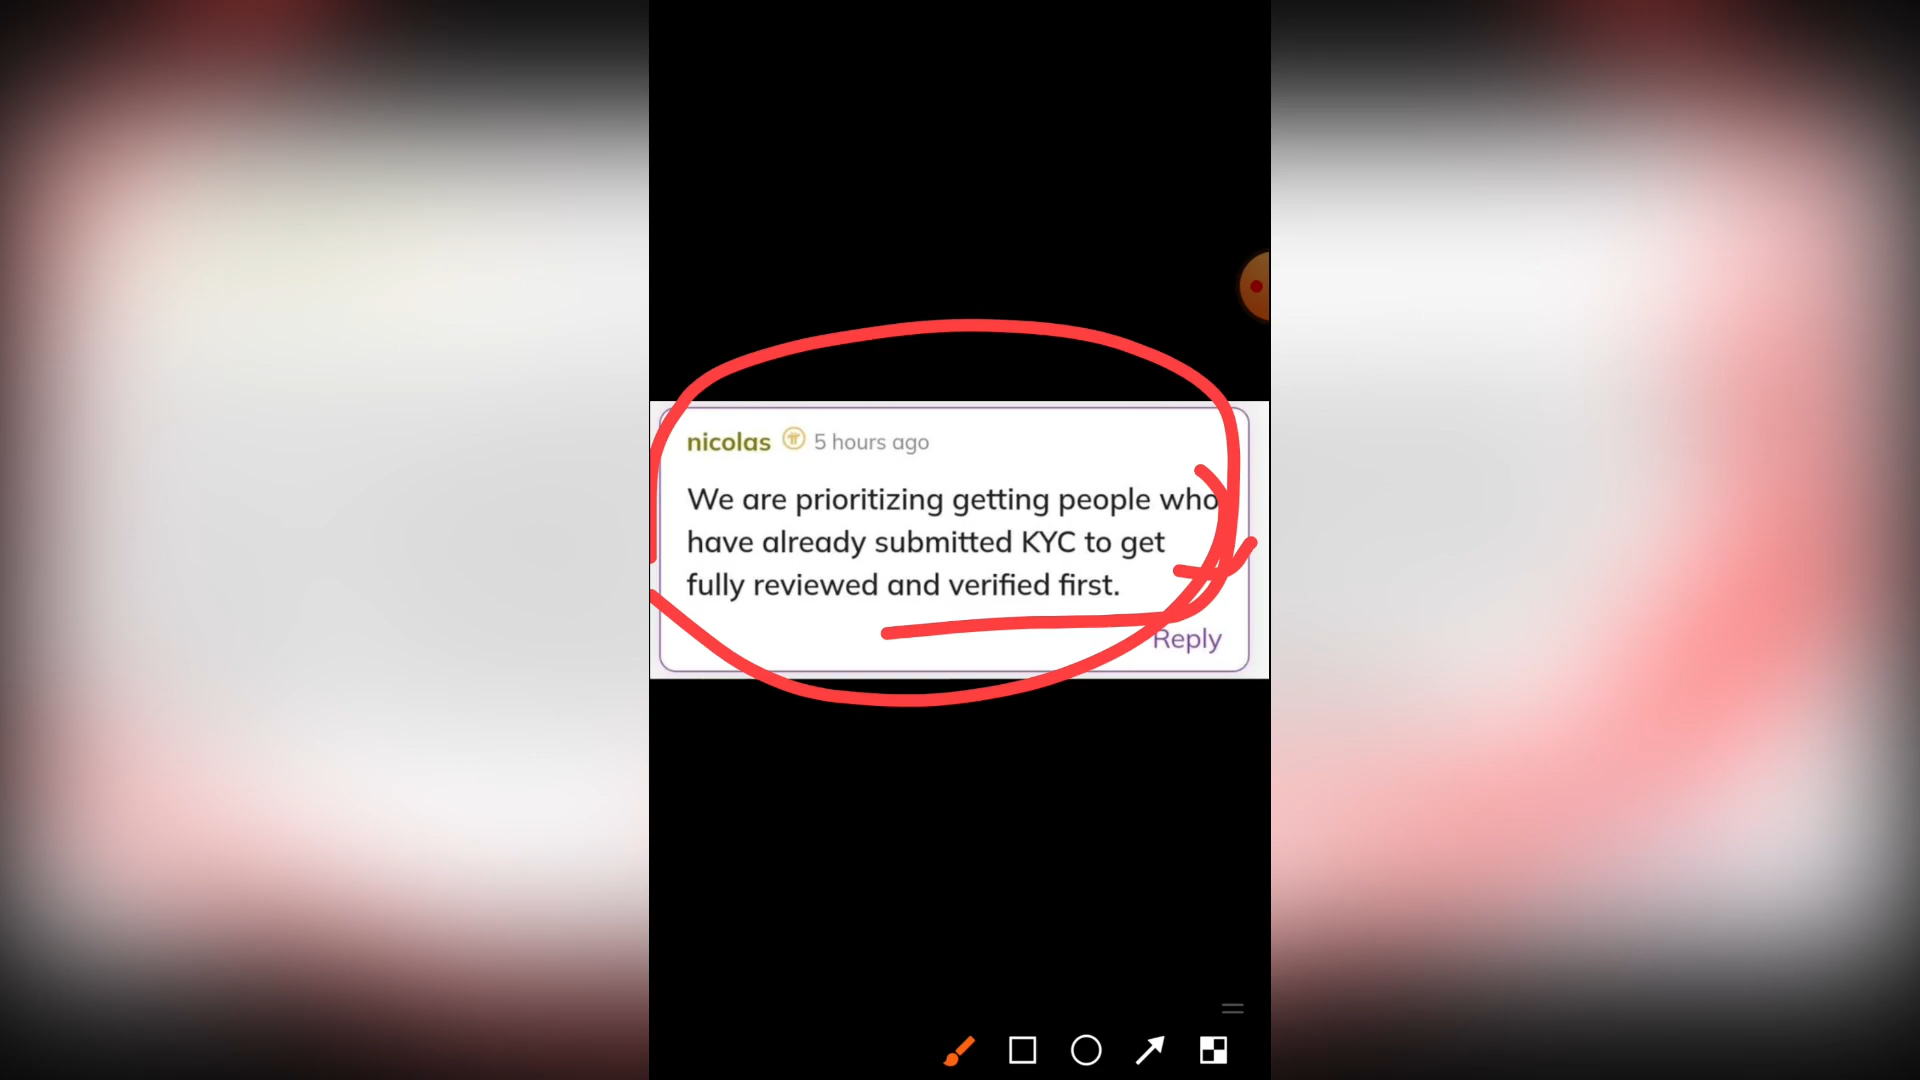 nicolas 5 hours ago
We are prioritizing getting people who
have already submitted KYC to get
fully reviewed and verified first.
Reply